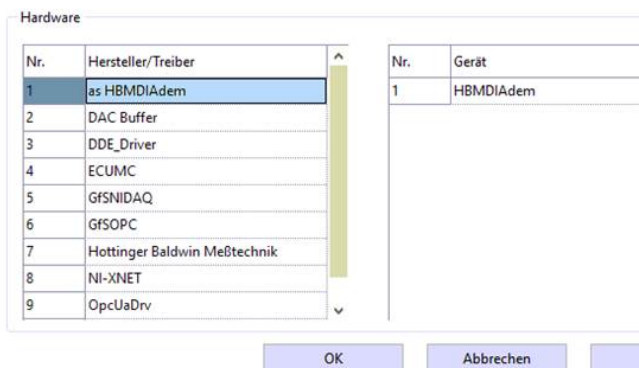 Hardware
Nr. Hersteller/Treiber
1 as HBMDIAdem
2 DAC Buffer
3 DDE_Driver
4 ECUMC
5 GfSNIDAQ
6 GfSOPC
7 Hottinger Baldwin Meßtechnik
8 NI-XNET
9 OpcUaDrv
Nr. Gerät
1 HBMDIAdem
OK Abbrechen